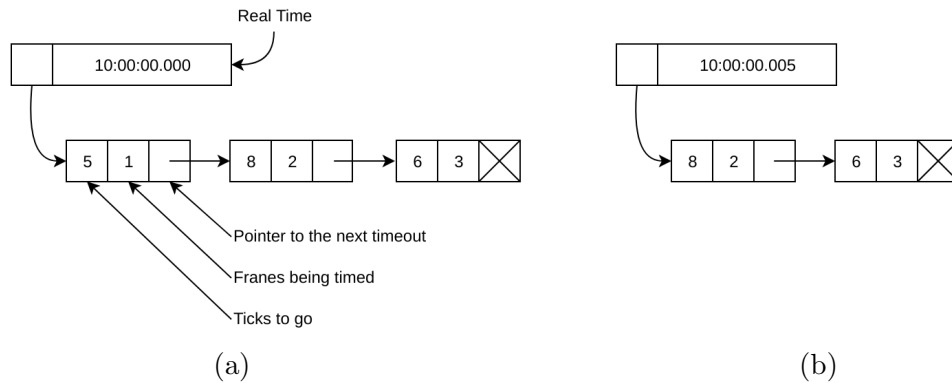 Real Time
10:00:00.000
10:00:00.005
5 1 8 2 6 3
8 2 6 3
Pointer to the next timeout
Franes being timed
Ticks to go
(a)
(b)